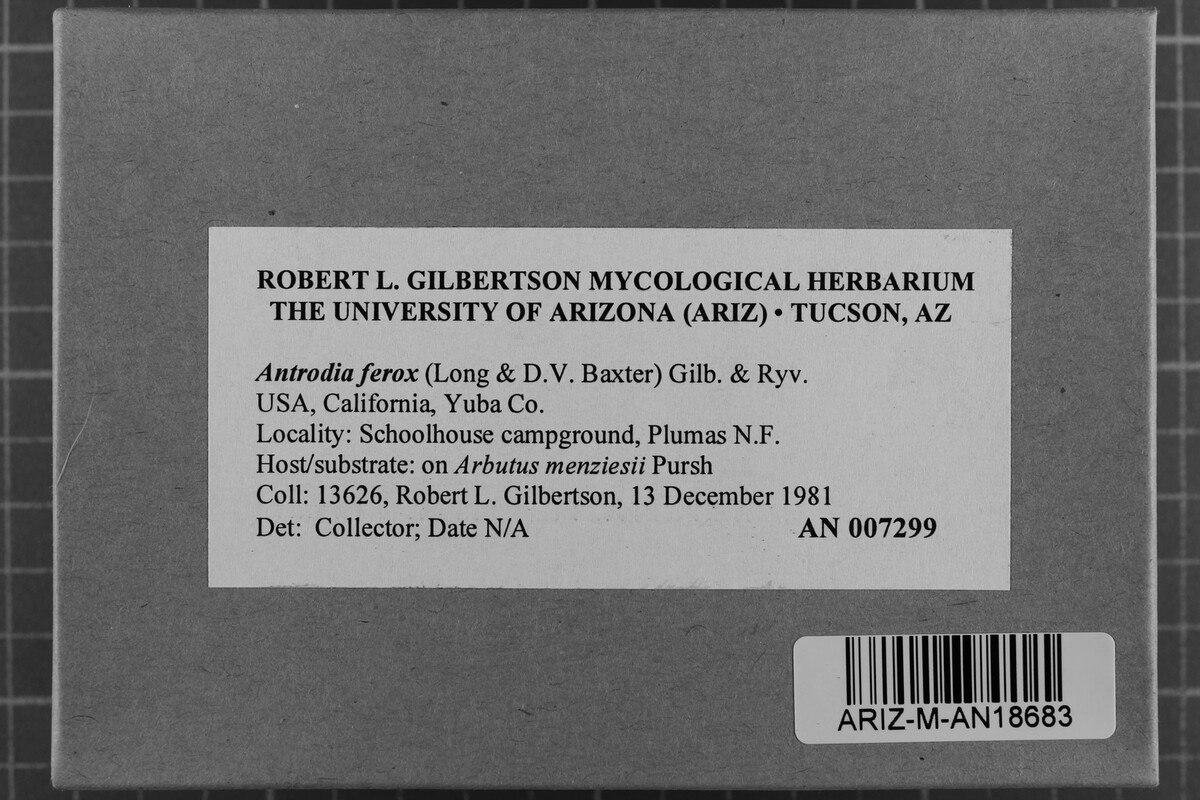 ROBERT L. GILBERTSON MYCOLOGICAL HERBARIUM
THE UNIVERSITY OF ARIZONA (ARIZ) • TUCSON, AZ
Antrodia ferox (Long & D.V. Baxter) Gilb. & Ryv.
USA, California, Yuba Co.
Locality: Schoolhouse campground, Plumas N.F.
Host/substrate: on Arbutus menziesii Pursh
Coll: 13626, Robert L. Gilbertson, 13 December 1981
Det: Collector; Date N/A AN 007299
ARIZ-M-AN18683